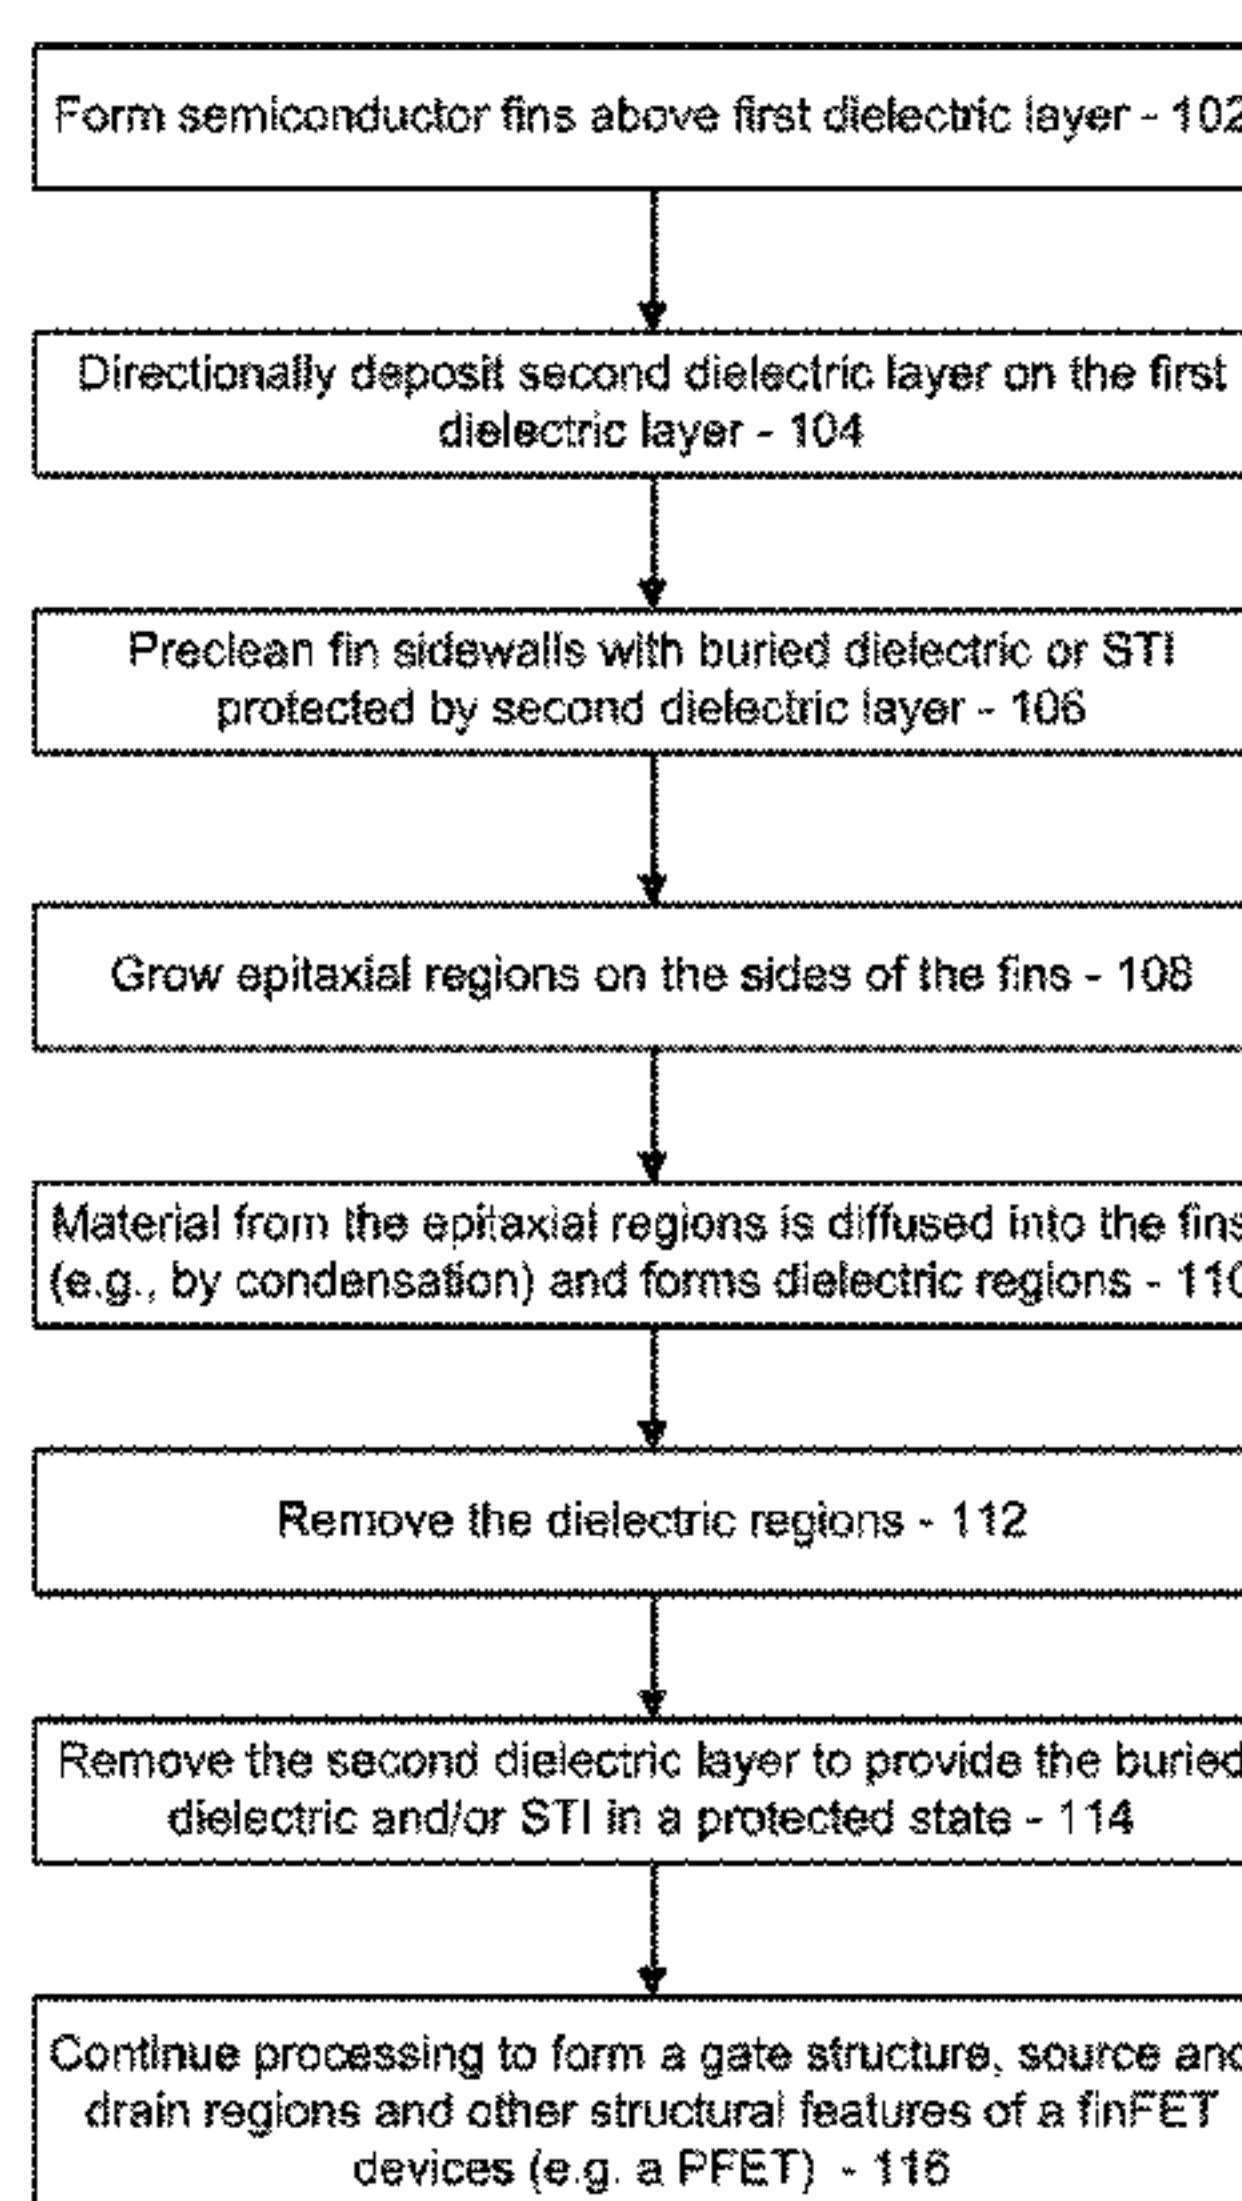 Form semiconductor fins above first dielectric layer - 102
Directionally deposit second dielectric layer on the first
dielectric layer - 104
Preclean fin sidewalls with buried dielectric or STI
protected by second dielectric layer - 106
Grow epitaxial regions on the sides of the fins - 108
Material from the epitaxial regions is diffused into the fins
(e.g., by condensation) and forms dielectric regions - 110
Remove the dielectric regions - 112
Remove the second dielectric layer to provide the buried
dielectric and/or STI in a protected state - 114
Continue processing to form a gate structure, source and
drain regions and other structural features of a finFET
devices (e.g. a PFET) - 116